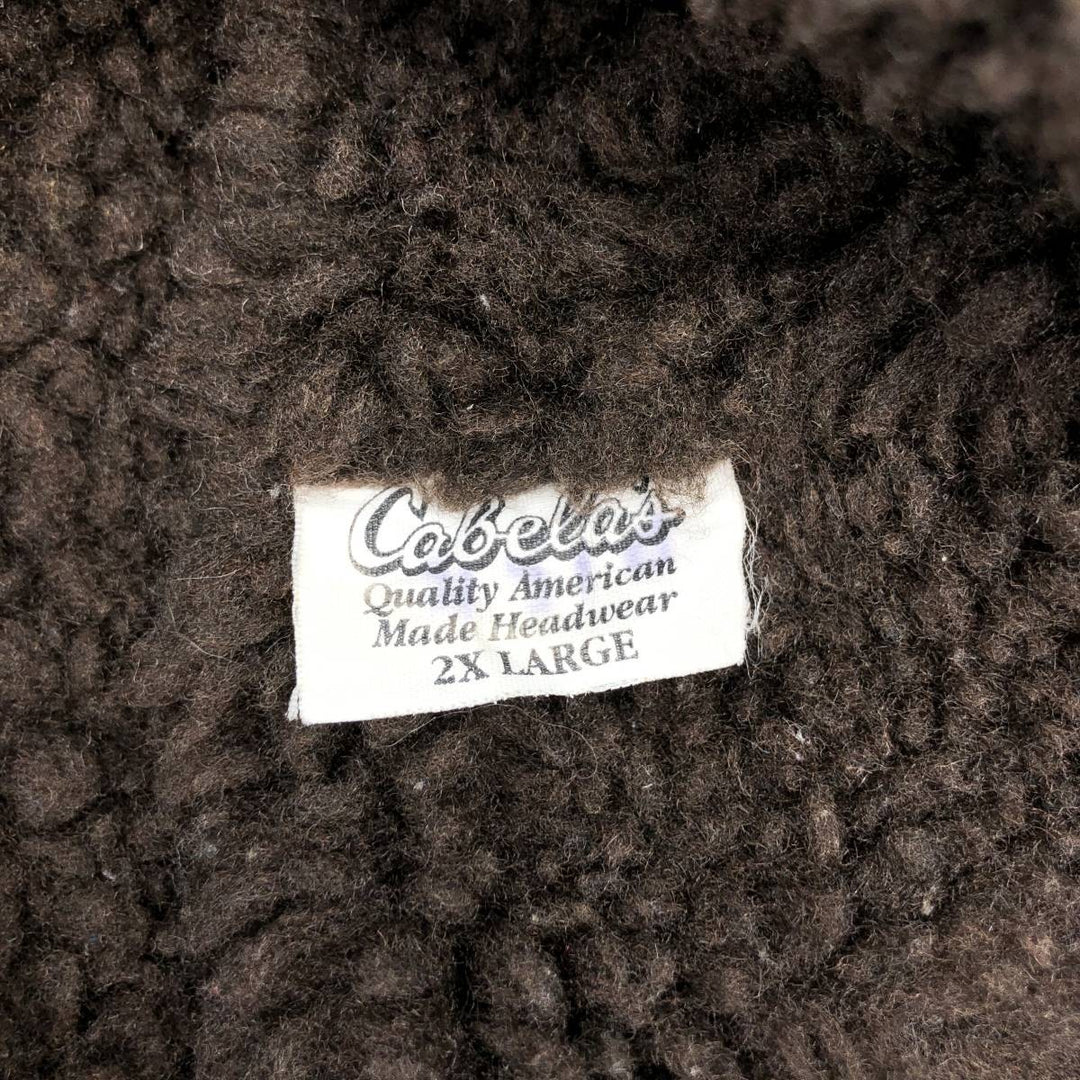 Cabela's
Quality American
Made Headwear
2X LARGE